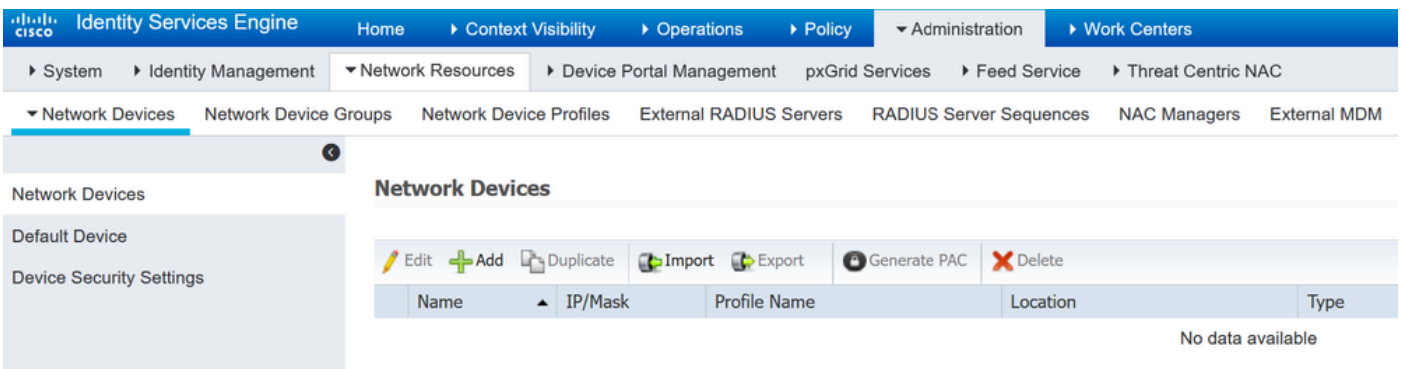 cisco Identity Services Engine Home Context Visibility Operations Policy Administration Work Centers
System Identity Management Network Resources Device Portal Management pxGrid Services Feed Service Threat Centric NAC
Network Devices Network Device Groups Network Device Profiles External RADIUS Servers RADIUS Server Sequences NAC Managers External MDM
Network Devices
Default Device
Device Security Settings
Network Devices
Edit Add Duplicate Import Export Generate PAC Delete
Name IP/Mask Profile Name Location Type
No data available